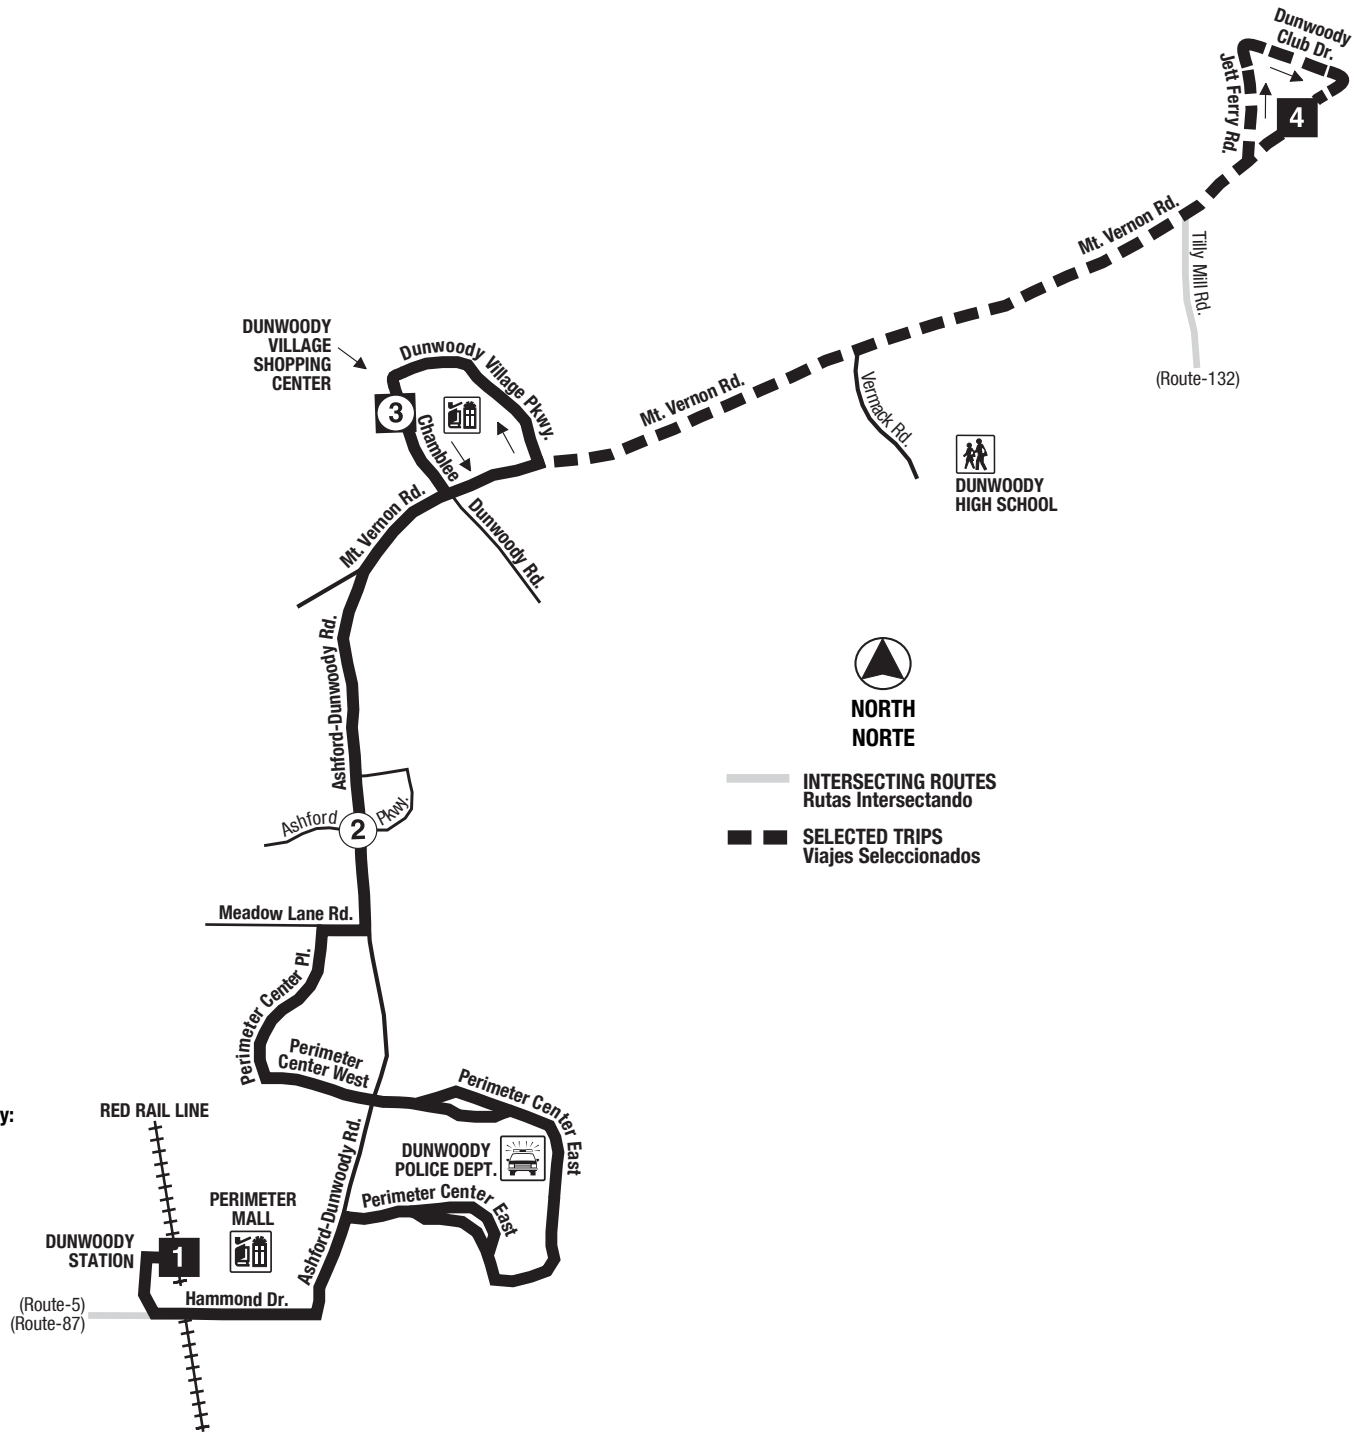 Dunwoody
Club Dr.
Jett Ferry Rd.
4
Mt. Vernon Rd.
Tilly Mill Rd.
(Route-132)
DUNWOODY
VILLAGE
SHOPPING
CENTER
Dunwoody Village Pkwy.
3
Chamblee
Dunwoody Rd.
Mt. Vernon Rd.
Vermack Rd.
DUNWOODY
HIGH SCHOOL
Mt. Vernon Rd.
Ashford-Dunwoody Rd.
NORTH
NORTE
INTERSECTING ROUTES
Rutas Intersectando
SELECTED TRIPS
Viajes Seleccionados
Ashford
2
Pkwy.
Meadow Lane Rd.
Perimeter Center Pl.
Perimeter
Center West
Perimeter Center East
y:
RED RAIL LINE
DUNWOODY
POLICE DEPT.
Perimeter Center East
Ashford-Dunwoody Rd.
PERIMETER
MALL
DUNWOODY
STATION
1
Hammond Dr.
(Route-5)
(Route-87)